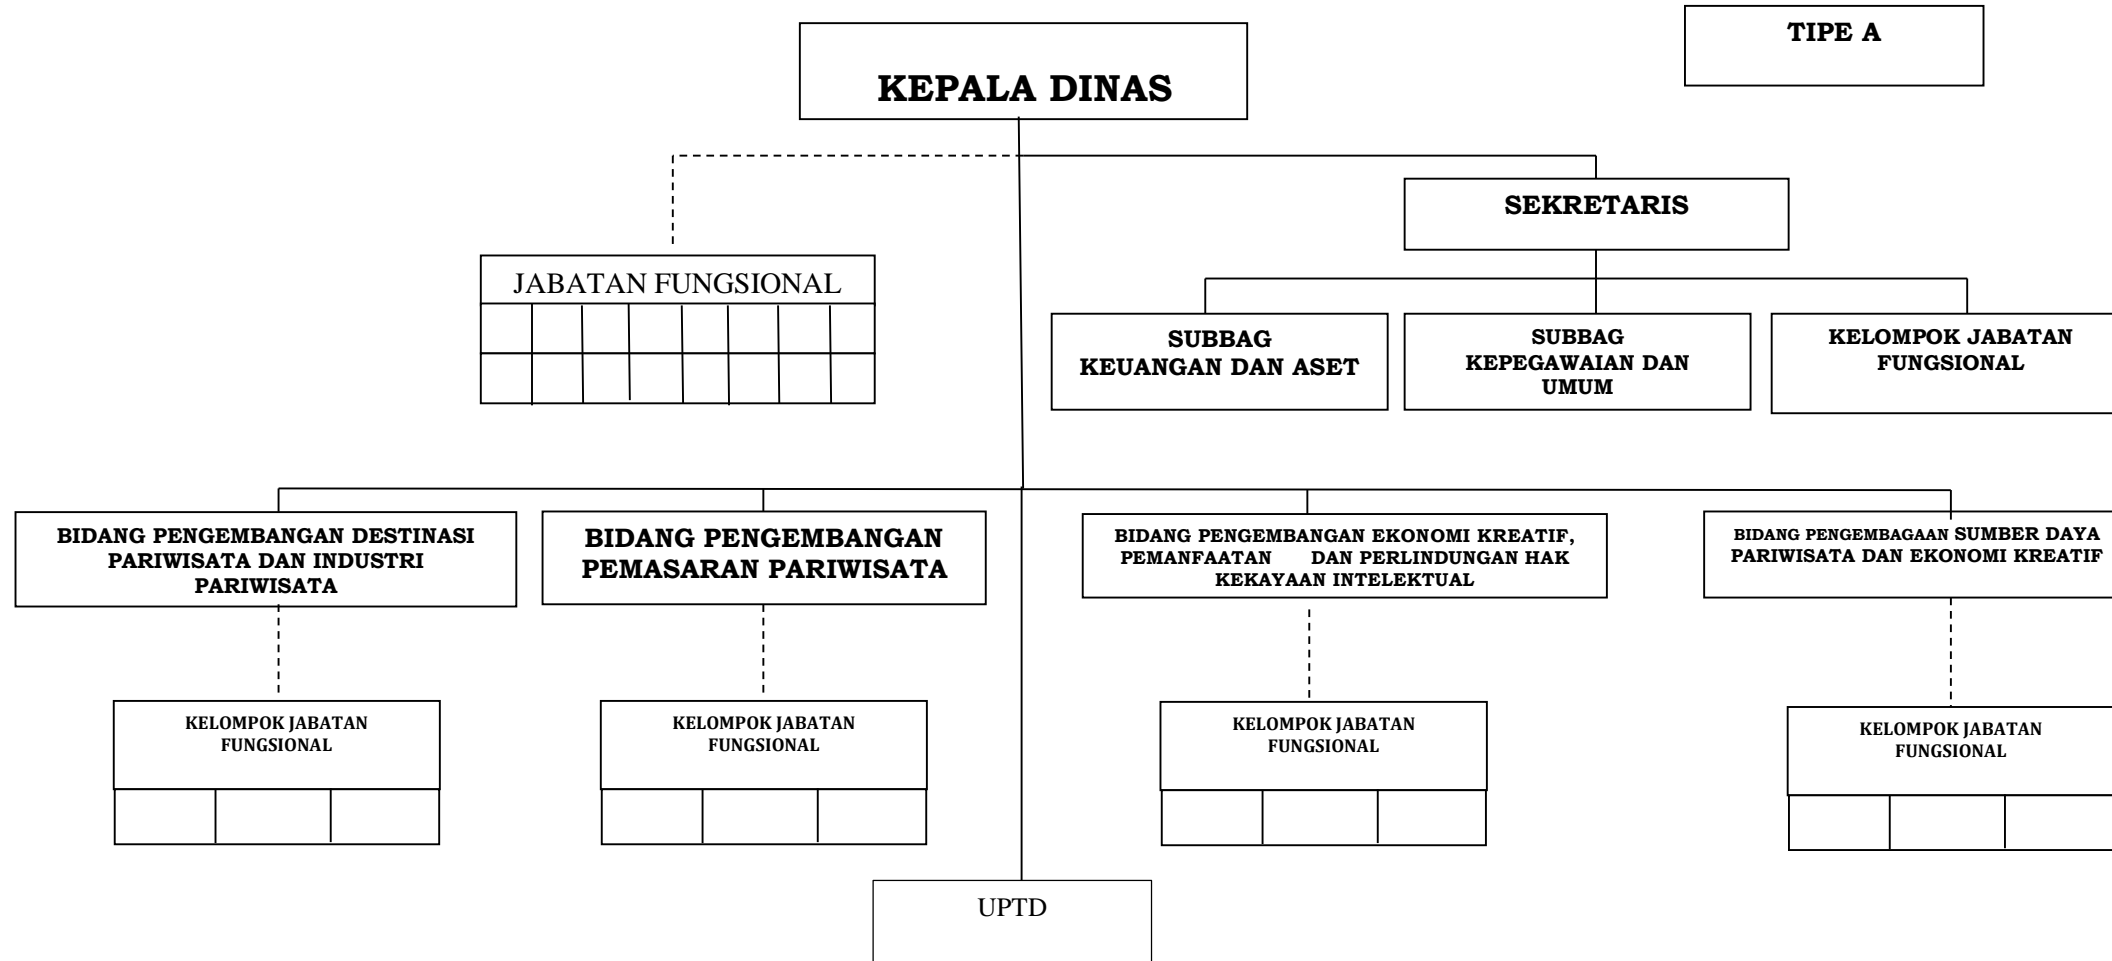 TIPE A
KEPALA DINAS
SEKRETARIS
JABATAN FUNGSIONAL
SUBBAG
KEUANGAN DAN ASET
SUBBAG
KEPEGAWAIAN DAN
UMUM
KELOMPOK JABATAN
FUNGSIONAL
BIDANG PENGEMBANGAN DESTINASI
PARIWISATA DAN INDUSTRI
PARIWISATA
BIDANG PENGEMBANGAN
PEMASARAN PARIWISATA
BIDANG PENGEMBANGAN EKONOMI KREATIF,
PEMANFAATAN DAN PERLINDUNGAN HAK
KEKAYAAN INTELEKTUAL
BIDANG PENGEMBAGAAN SUMBER DAYA
PARIWISATA DAN EKONOMI KREATIF
KELOMPOK JABATAN
FUNGSIONAL
KELOMPOK JABATAN
FUNGSIONAL
KELOMPOK JABATAN
FUNGSIONAL
KELOMPOK JABATAN
FUNGSIONAL
UPTD